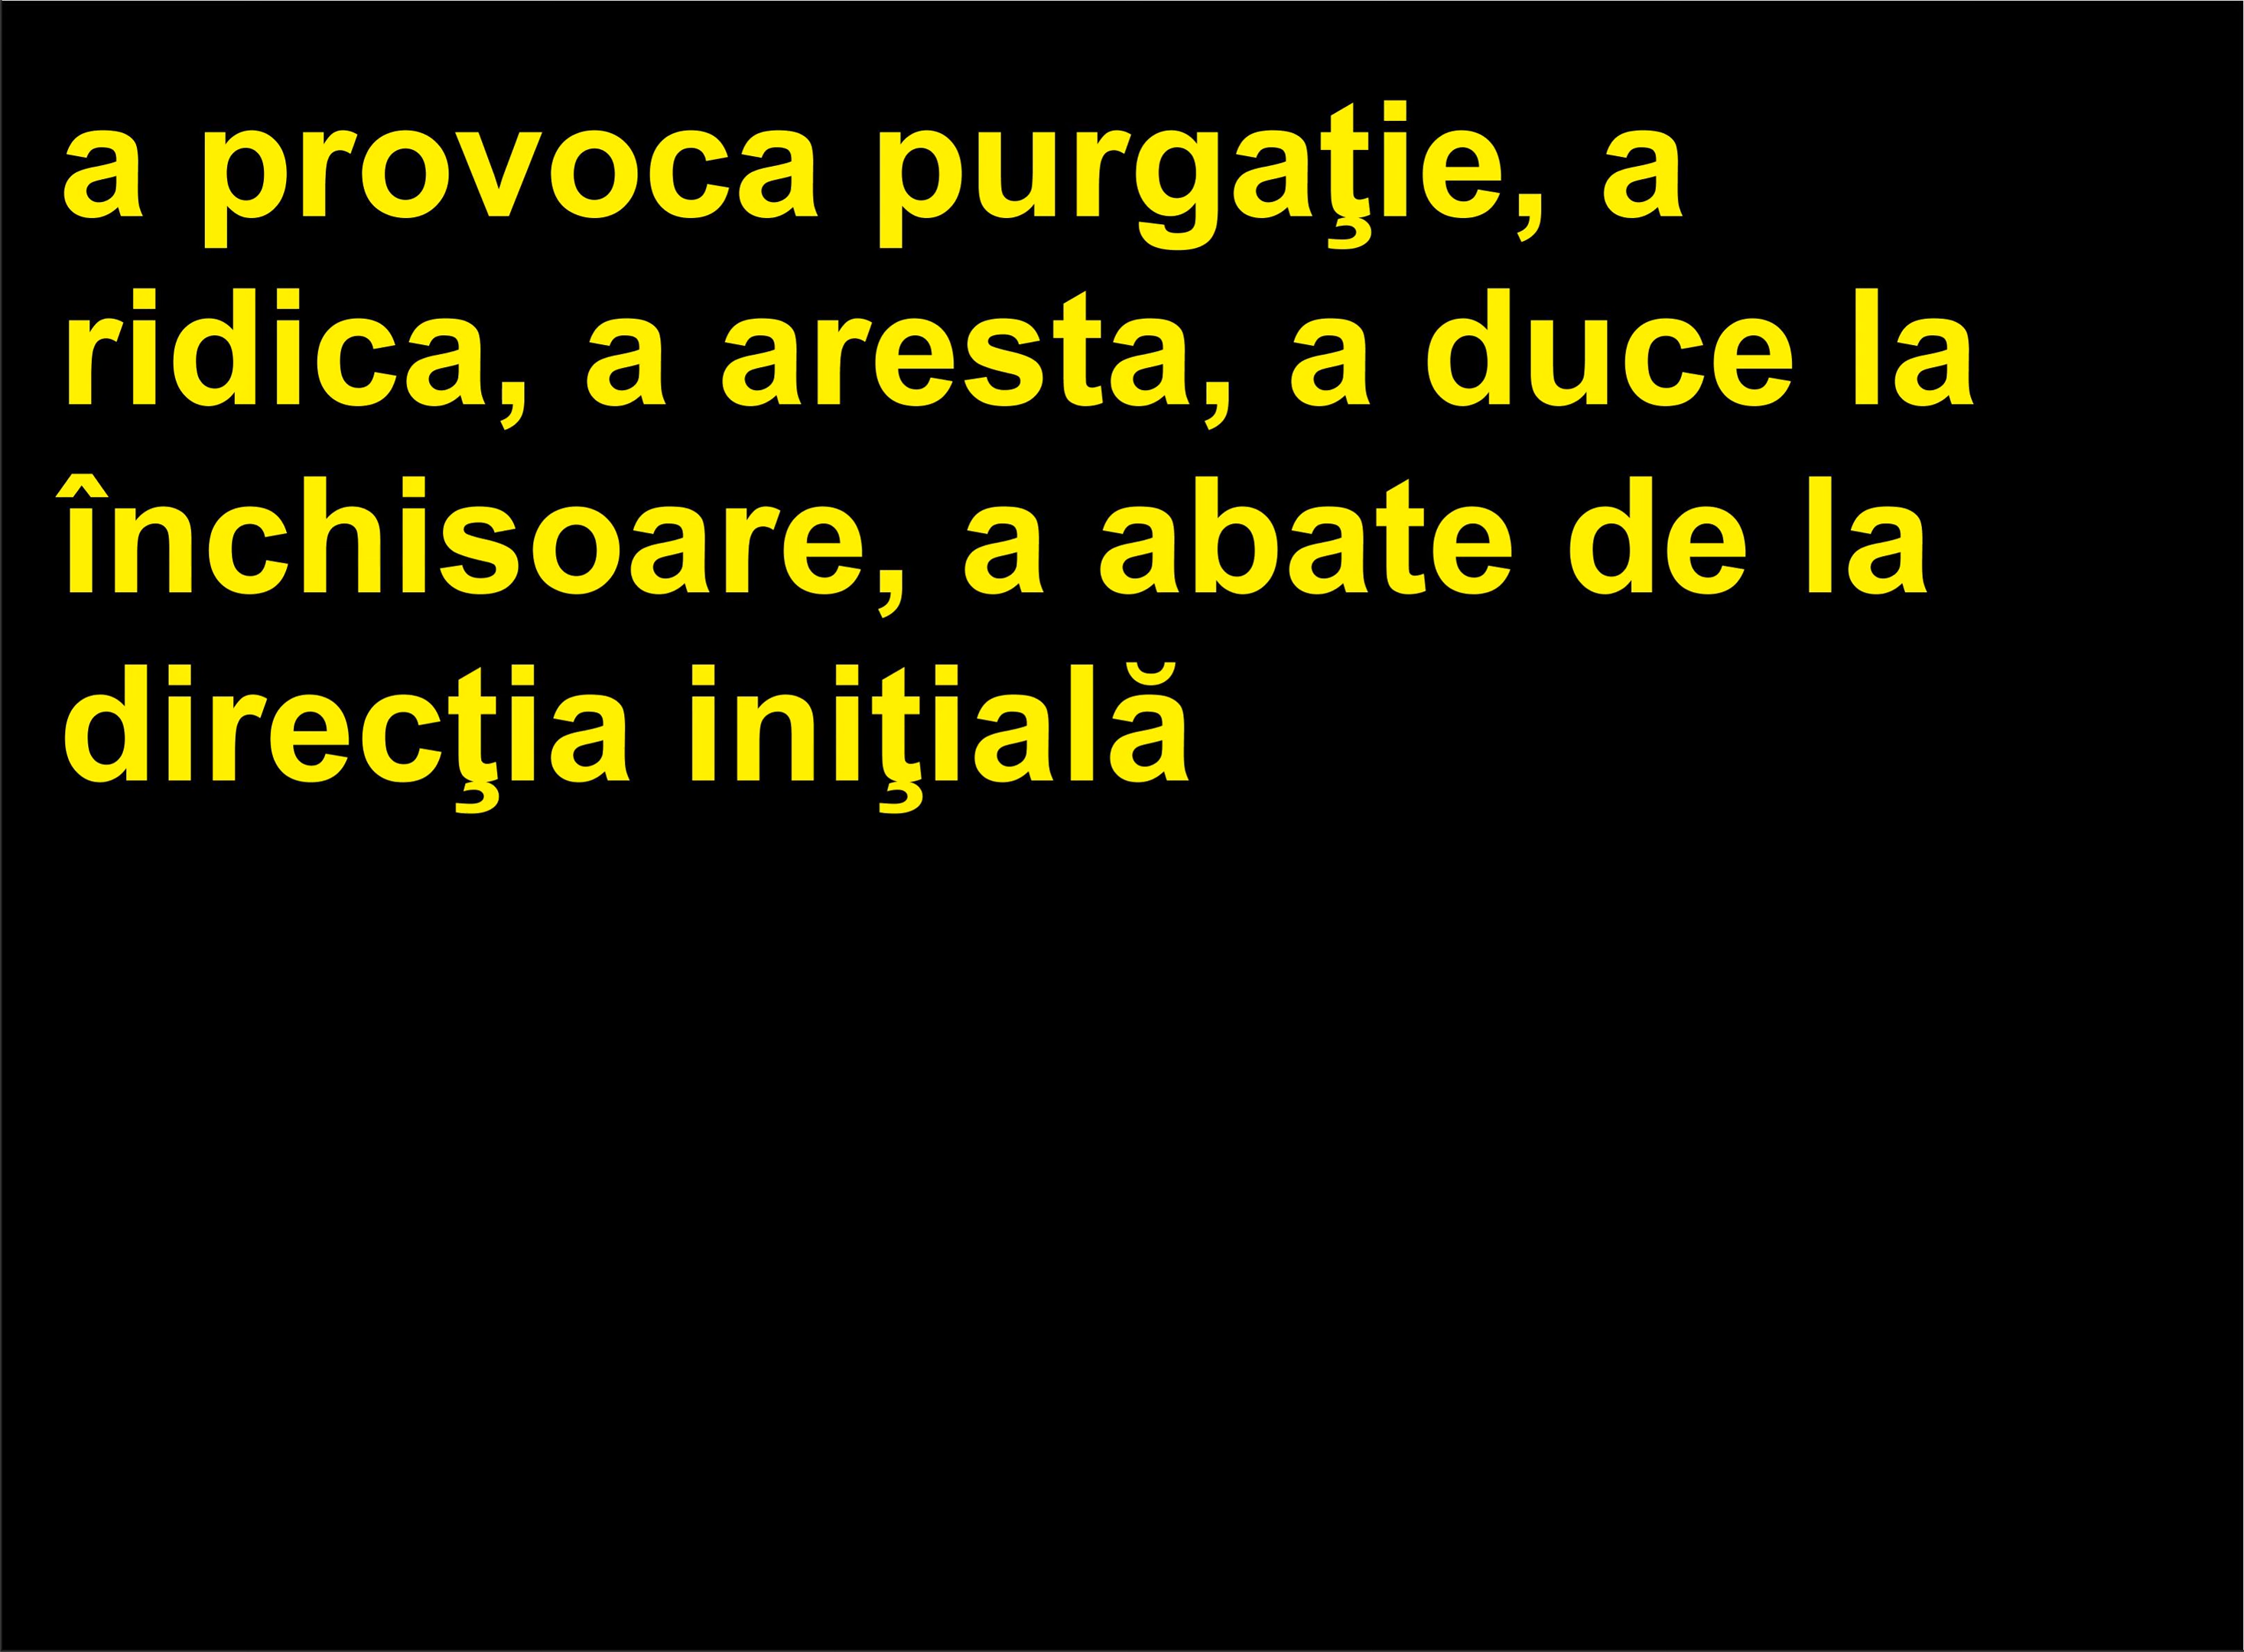 a provoca purgaţie, a
ridica, a aresta, a duce la
închisoare, a abate de la
direcţia iniţială